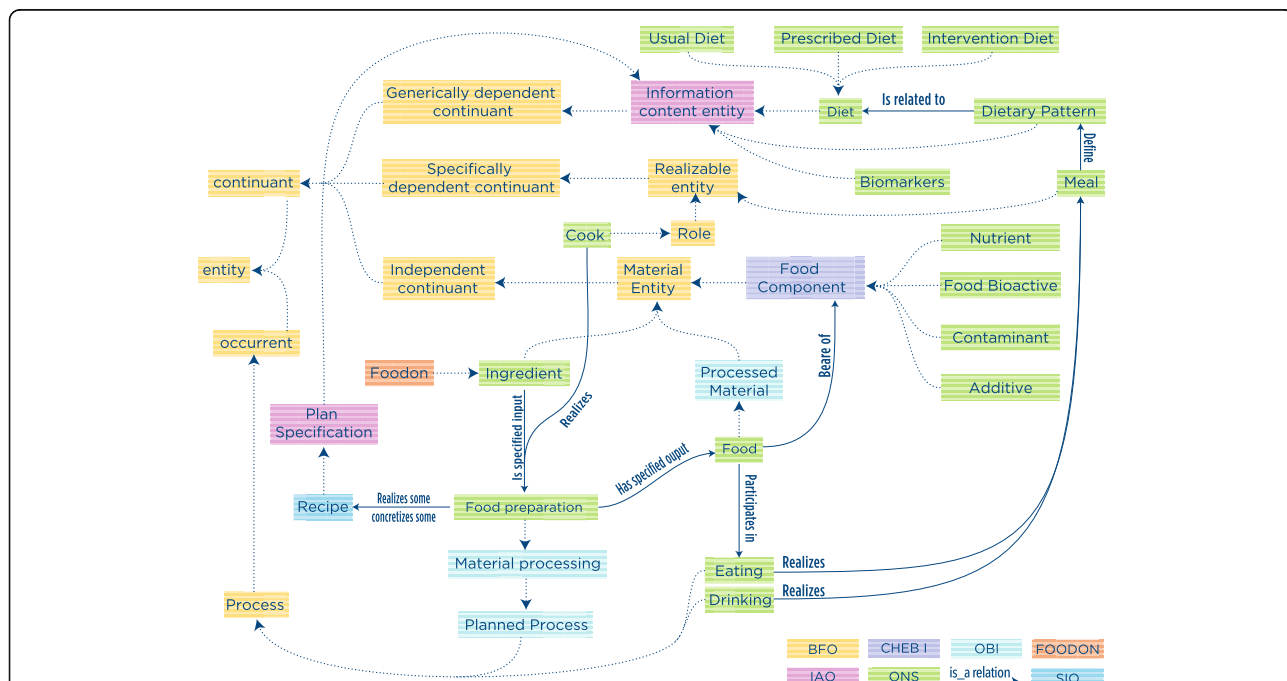 Usual Diet
Prescribed Diet
Intervention Diet
Generically dependent
continuant
Information
content entity
Diet
Is related to
Dietary Pattern
Define
continuant
Specifically
dependent continuant
Realizable
entity
Biomarkers
Meal
Cook
Role
Nutrient
entity
Independent
continuant
Material
Entity
Food
Component
Food Bioactive
occurrent
Contaminant
Foodon
Ingredient
Processed
Material
Beare of
Additive
Plan
Specification
Is specified input
Realizes
Has specified ouput
Food
Recipe
Realizes some
concretizes some
Food preparation
Participates in
Material processing
Eating
Realizes
Drinking
Realizes
Process
Planned Process
BFO
CHEB I
OBI
FOODON
IAO
ONS
is_a relation
SIO